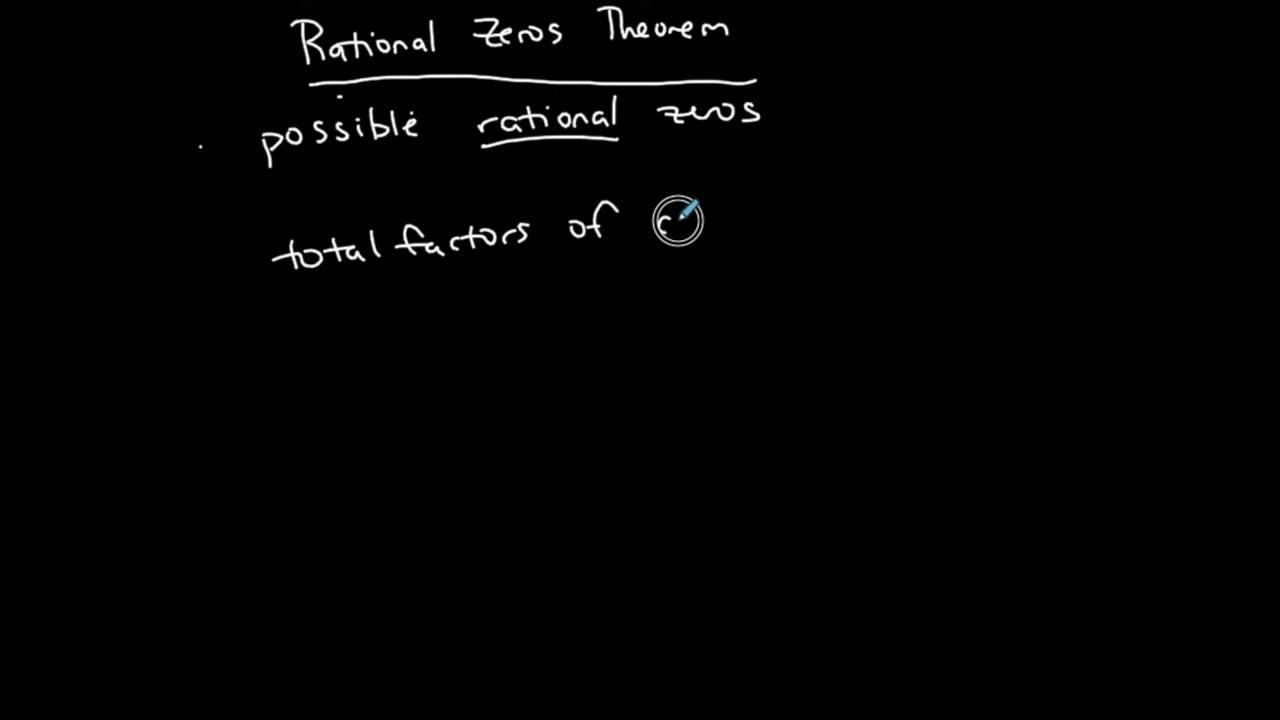 Rational Zeros Theorem
possible rational zeros
total factors of c